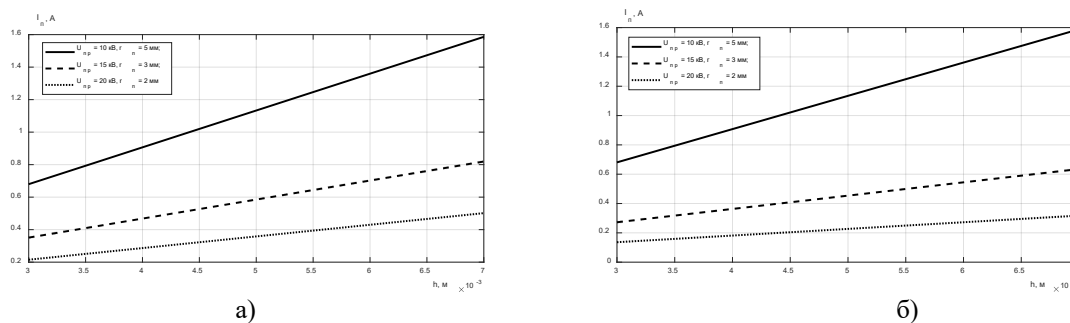 I п, А
1.6
U пр = 10 кВ, r п = 5 мм;
U пр = 15 кВ, r п = 3 мм;
U пр = 20 кВ, r п = 2 мм
1.4
1.2
1
0.8
0.6
0.4
0.2
3 3.5 4 4.5 5 5.5 6 6.5 7
h, м ×10 -3
а)
I п, А
1.6
U пр = 10 кВ, r п = 5 мм;
U пр = 15 кВ, r п = 3 мм;
U пр = 20 кВ, r п = 2 мм
1.4
1.2
1
0.8
0.6
0.4
0.2
0
3 3.5 4 4.5 5 5.5 6 6.5
h, м ×10
б)